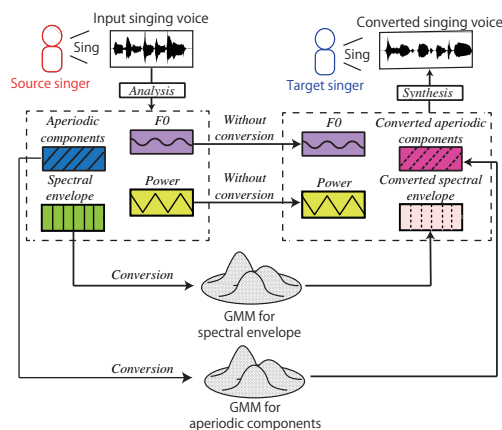 Input singing voice
Sing
Source singer
Analysis
Converted singing voice
Sing
Target singer
Synthesis
Aperiodic
components
F0
Spectral
envelope
Power
Without
conversion
Without
conversion
F0
Converted aperiodic
components
Power
Converted spectral
envelope
Conversion
GMM for
spectral envelope
Conversion
GMM for
aperiodic components